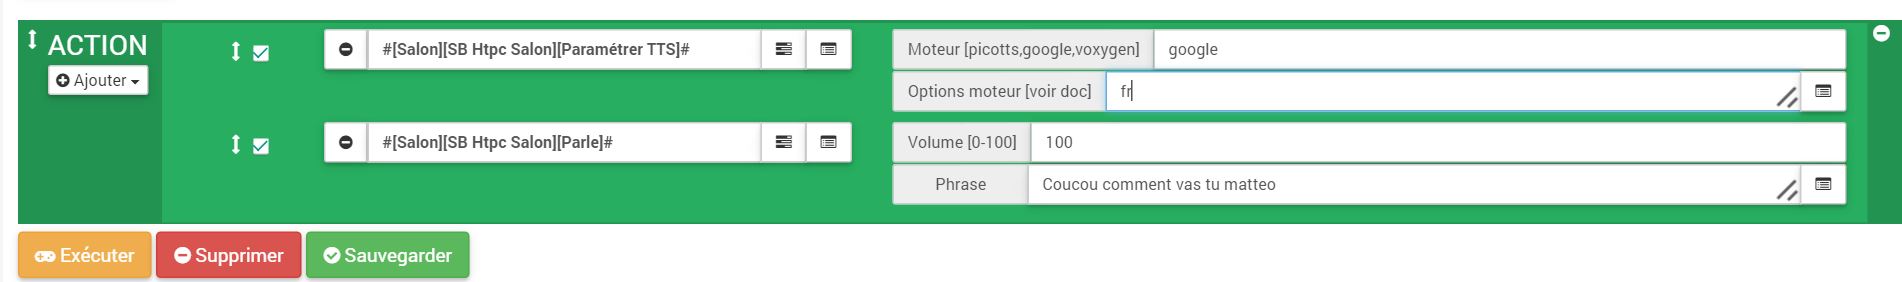 ACTION
Ajouter
#[Salon][SB Htpc Salon][Paramétrer TTS]#
Moteur [picotts,google,voxygen] google
Options moteur [voir doc] fr
#[Salon][SB Htpc Salon][Parle]#
Volume [0-100] 100
Phrase Coucou comment vas tu matteo
Exécuter Supprimer Sauvegarder